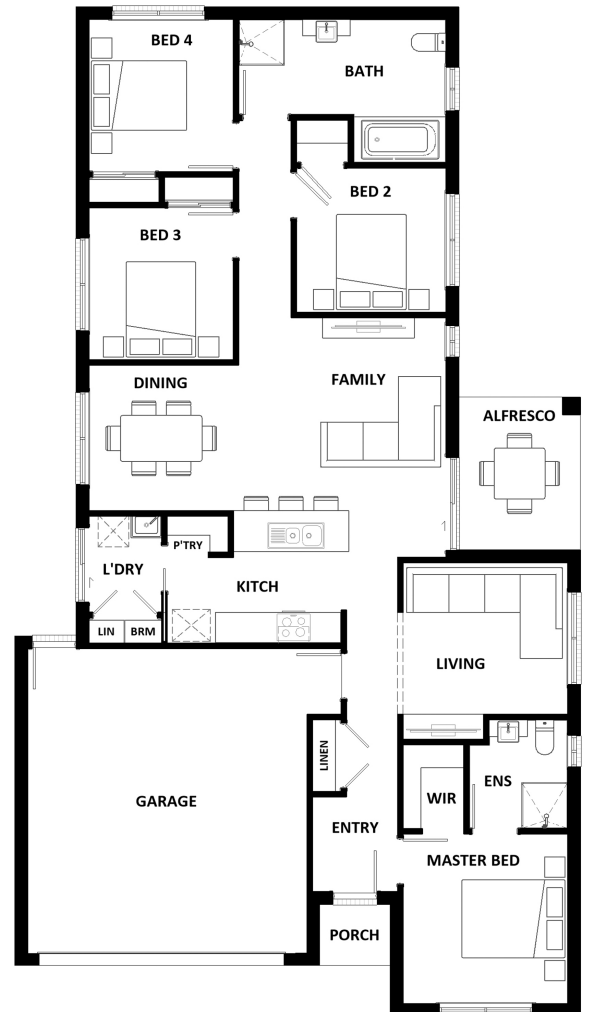 BED 4
BATH
BED 2
BED 3
DINING
FAMILY
ALFRESCO
P'TRY
L'DRY
KITCH
LIN
BRM
LIVING
LINEN
ENS
WIR
GARAGE
ENTRY
MASTER BED
PORCH